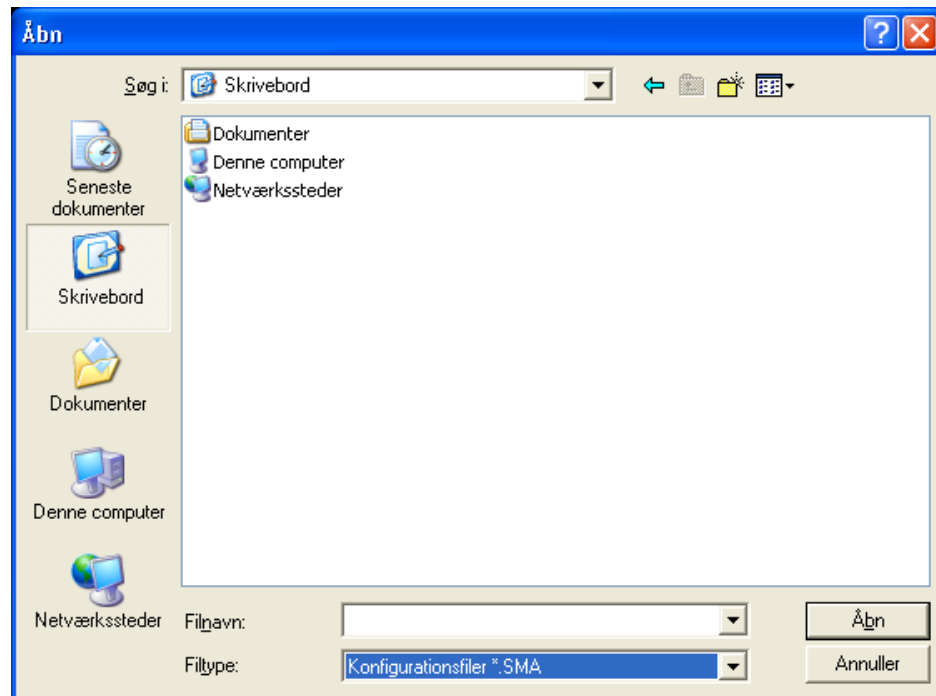 Åbn
Søg i: Skrivebord
Dokumenter
Denne computer
Netværkssteder
Seneste
dokumenter
Skrivebord
Dokumenter
Denne computer
Netværkssteder
Filnavn:
Åbn
Filtype: Konfigurationsfiler *.SMA
Annuller